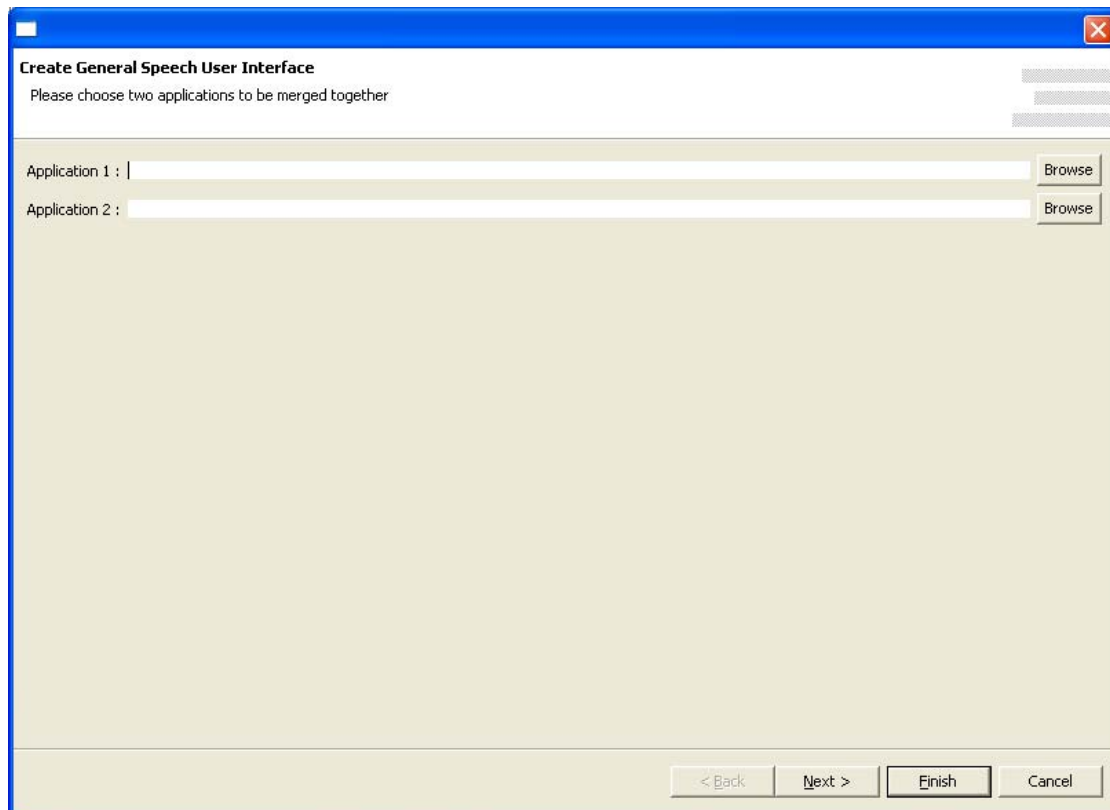 Create General Speech User Interface
Please choose two applications to be merged together
Application 1 : Browse
Application 2 : Browse
< Back Next > Finish Cancel